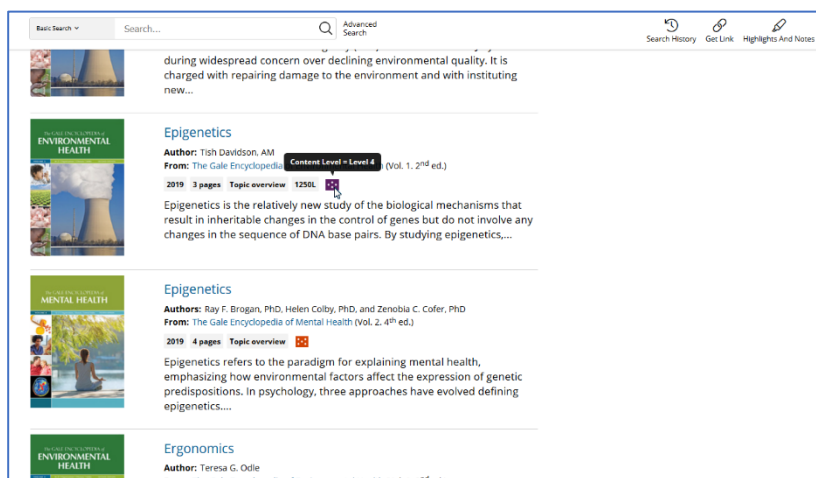 Basic Search
Search...
Advanced
Search
Search History
Get Link
Highlights And Notes
during widespread concern over declining environmental quality. It is
charged with repairing damage to the environment and with instituting
new...
ENVIRONMENTAL
HEALTH
Epigenetics
Author: Tish Davidson, AM
Content Level = Level 4
From: The Gale Encyclopedia (Vol. 1. 2nd ed.)
2019 3 pages Topic overview 1250L
Epigenetics is the relatively new study of the biological mechanisms that
result in inheritable changes in the control of genes but do not involve any
changes in the sequence of DNA base pairs. By studying epigenetics,...
MENTAL HEALTH
Epigenetics
Authors: Ray F. Brogan, PhD, Helen Colby, PhD, and Zenobia C. Cofer, PhD
From: The Gale Encyclopedia of Mental Health (Vol. 2. 4th ed.)
2019 4 pages Topic overview
Epigenetics refers to the paradigm for explaining mental health,
emphasizing how environmental factors affect the expression of genetic
predispositions. In psychology, three approaches have evolved defining
epigenetics....
ENVIRONMENTAL
HEALTH
Ergonomics
Author: Teresa G. Odle